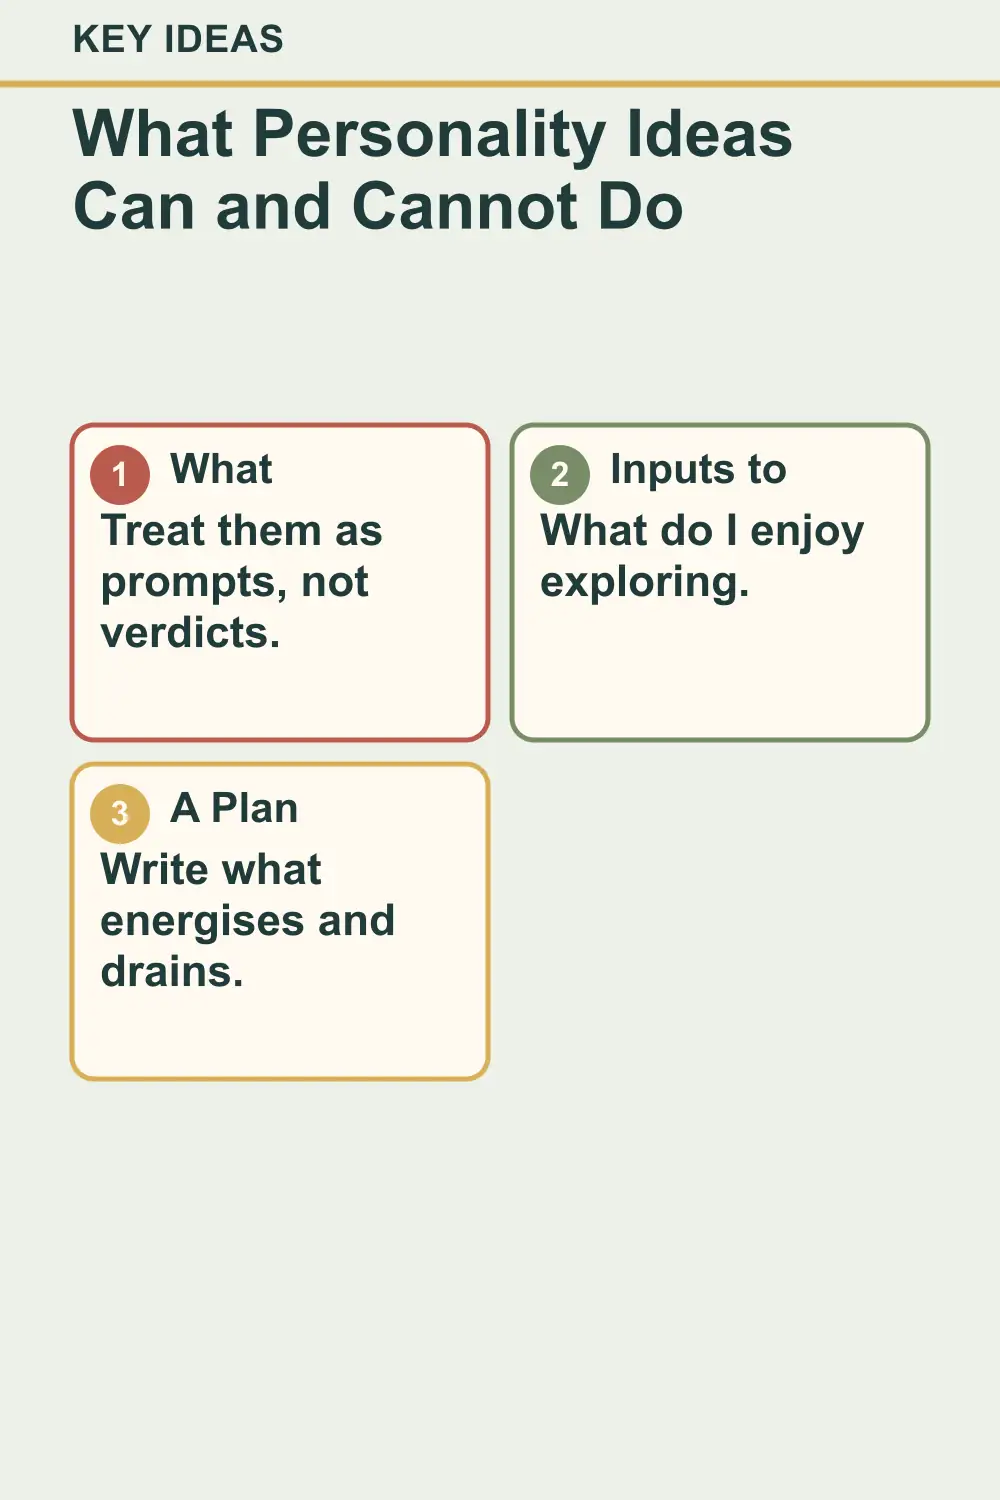 KEY IDEAS
What Personality Ideas
Can and Cannot Do
1 What
Treat them as
prompts, not
verdicts.
2 Inputs to
What do I enjoy
exploring.
3 A Plan
Write what
energises and
drains.